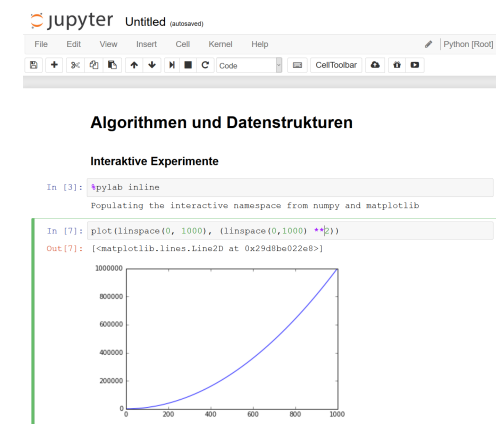 jupyter Untitled (autosaved)
File Edit View Insert Cell Kernel Help Python [Root]
Code CellToolbar
Algorithmen und Datenstrukturen
Interaktive Experimente
In [3]: %pylab inline
Populating the interactive namespace from numpy and matplotlib
In [7]: plot(linspace(0, 1000), (linspace(0,1000) **2))
Out[7]: [<matplotlib.lines.Line2D at 0x29d8be022e8>]
1000000
800000
600000
400000
200000
0
0 200 400 600 800 1000